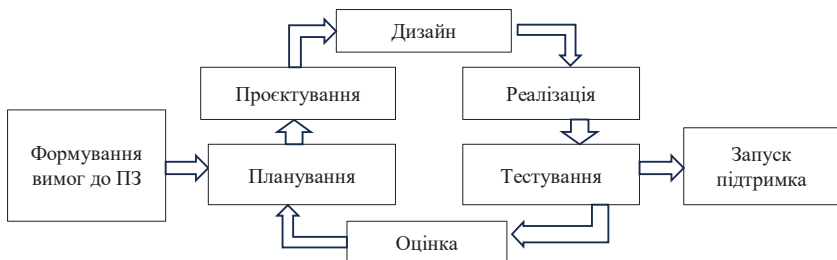 Дизайн
Проєктування
Реалізація
Формування
вимог до ПЗ
Планування
Тестування
Запуск
підтримка
Оцінка